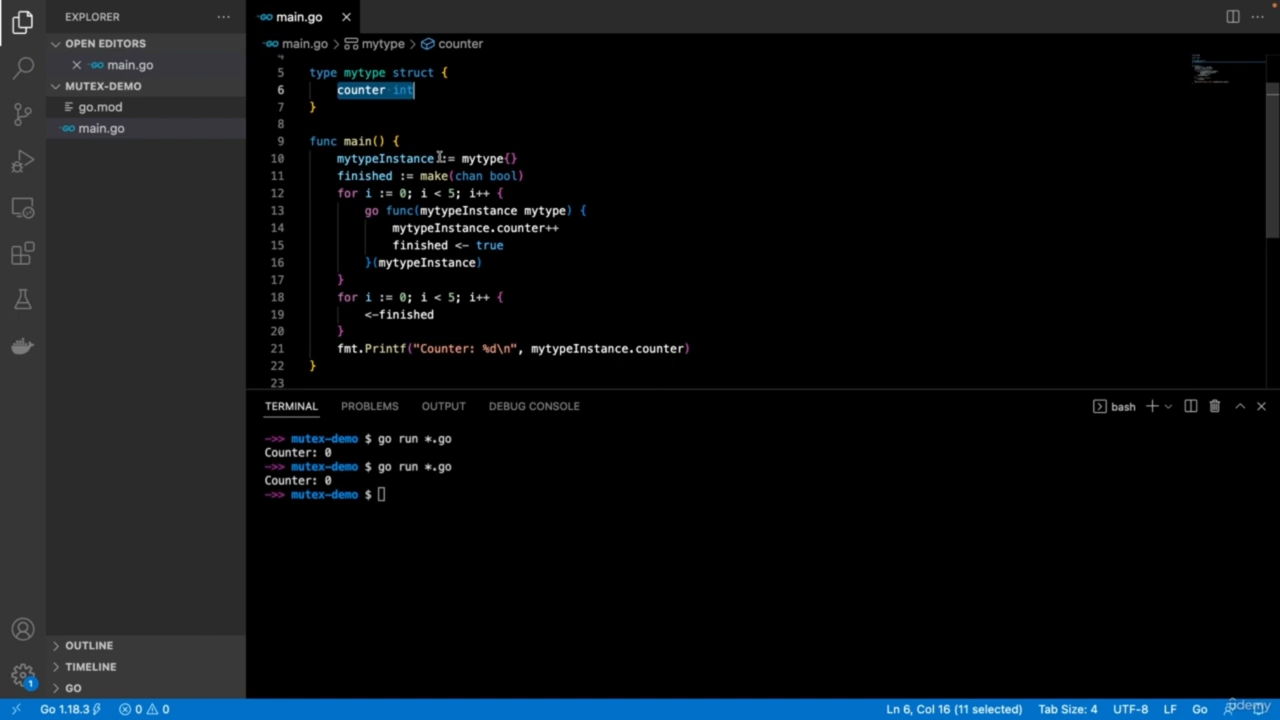 EXPLORER ···
OPEN EDITORS
main.go
MUTEX-DEMO
go.mod
main.go
OUTLINE
TIMELINE
GO
main.go
main.go > mytype > counter
4
5 type mytype struct {
6 counter int
7 }
8
9 func main() {
10 mytypeInstance := mytype{}
11 finished := make(chan bool)
12 for i := 0; i < 5; i++ {
13 go func(mytypeInstance mytype) {
14 mytypeInstance.counter++
15 finished <- true
16 }(mytypeInstance)
17 }
18 for i := 0; i < 5; i++ {
19 <-finished
20 }
21 fmt.Printf("Counter: %d\n", mytypeInstance.counter)
22 }
23
TERMINAL PROBLEMS OUTPUT DEBUG CONSOLE bash
->> mutex-demo $ go run *.go
Counter: 0
->> mutex-demo $ go run *.go
Counter: 0
->> mutex-demo $
1
Go 1.18.3 0 0 Ln 6, Col 16 (11 selected) Tab Size: 4 UTF-8 LF Go
ûdemy